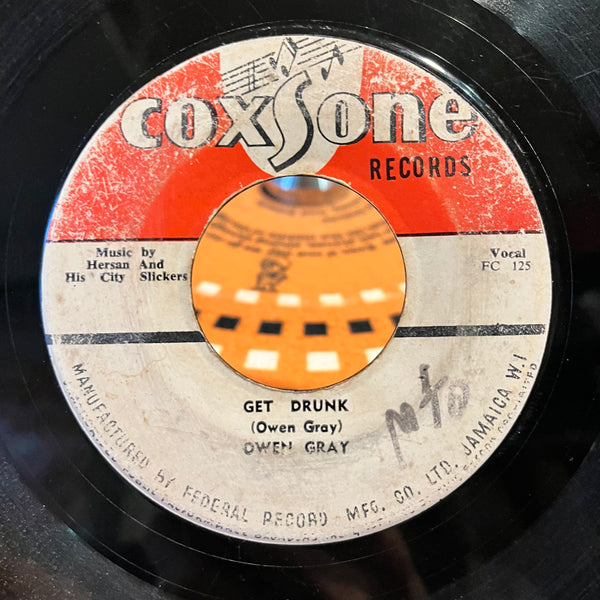 coxSone
RECORDS
Music by
Hersan And
His City Slickers
Vocal
FC 125
GET DRUNK
(Owen Gray)
OWEN GRAY
MANUFACTURED BY FEDERAL RECORD MFG. CO. LTD. JAMAICA W.I